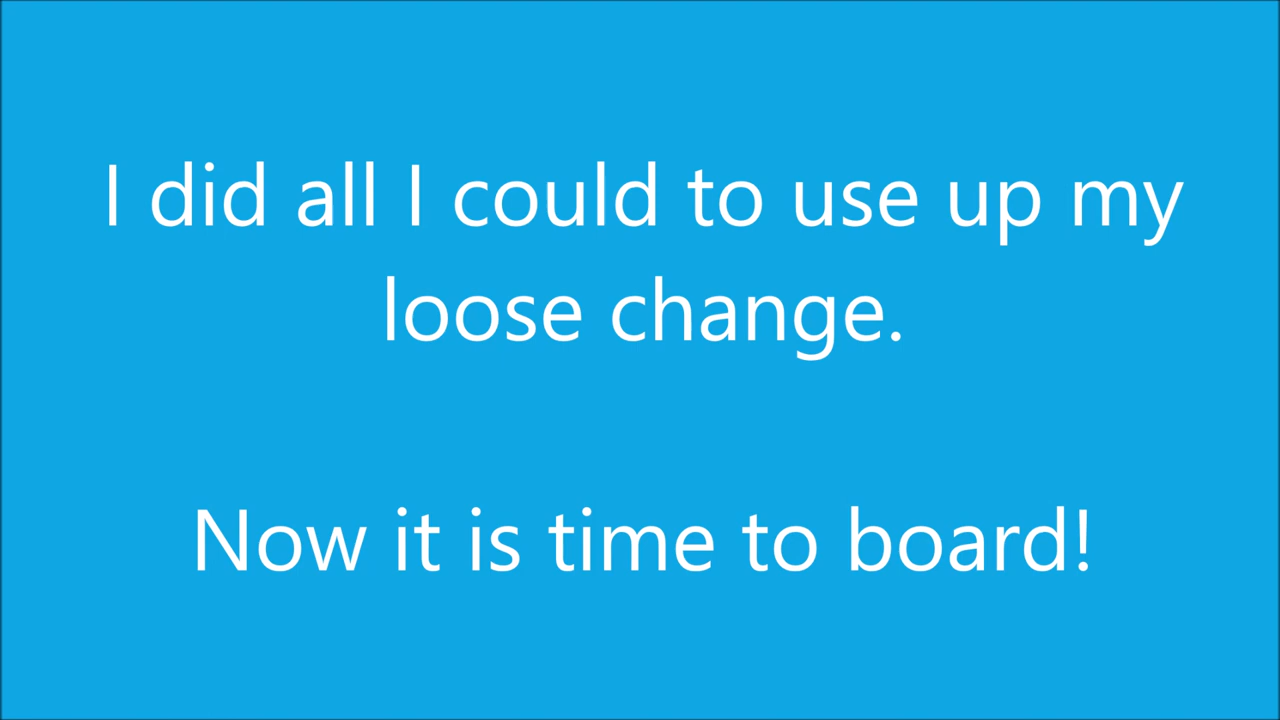 I did all I could to use up my
loose change.
Now it is time to board!